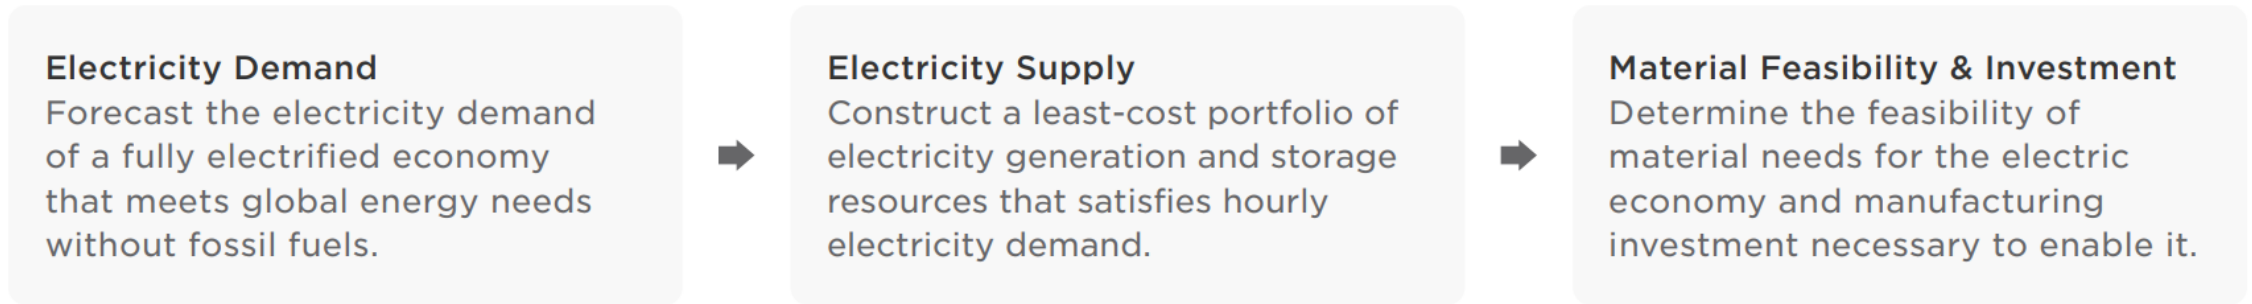 Electricity Demand
Forecast the electricity demand
of a fully electrified economy
that meets global energy needs
without fossil fuels.
Electricity Supply
Construct a least-cost portfolio of
electricity generation and storage
resources that satisfies hourly
electricity demand.
Material Feasibility & Investment
Determine the feasibility of
material needs for the electric
economy and manufacturing
investment necessary to enable it.